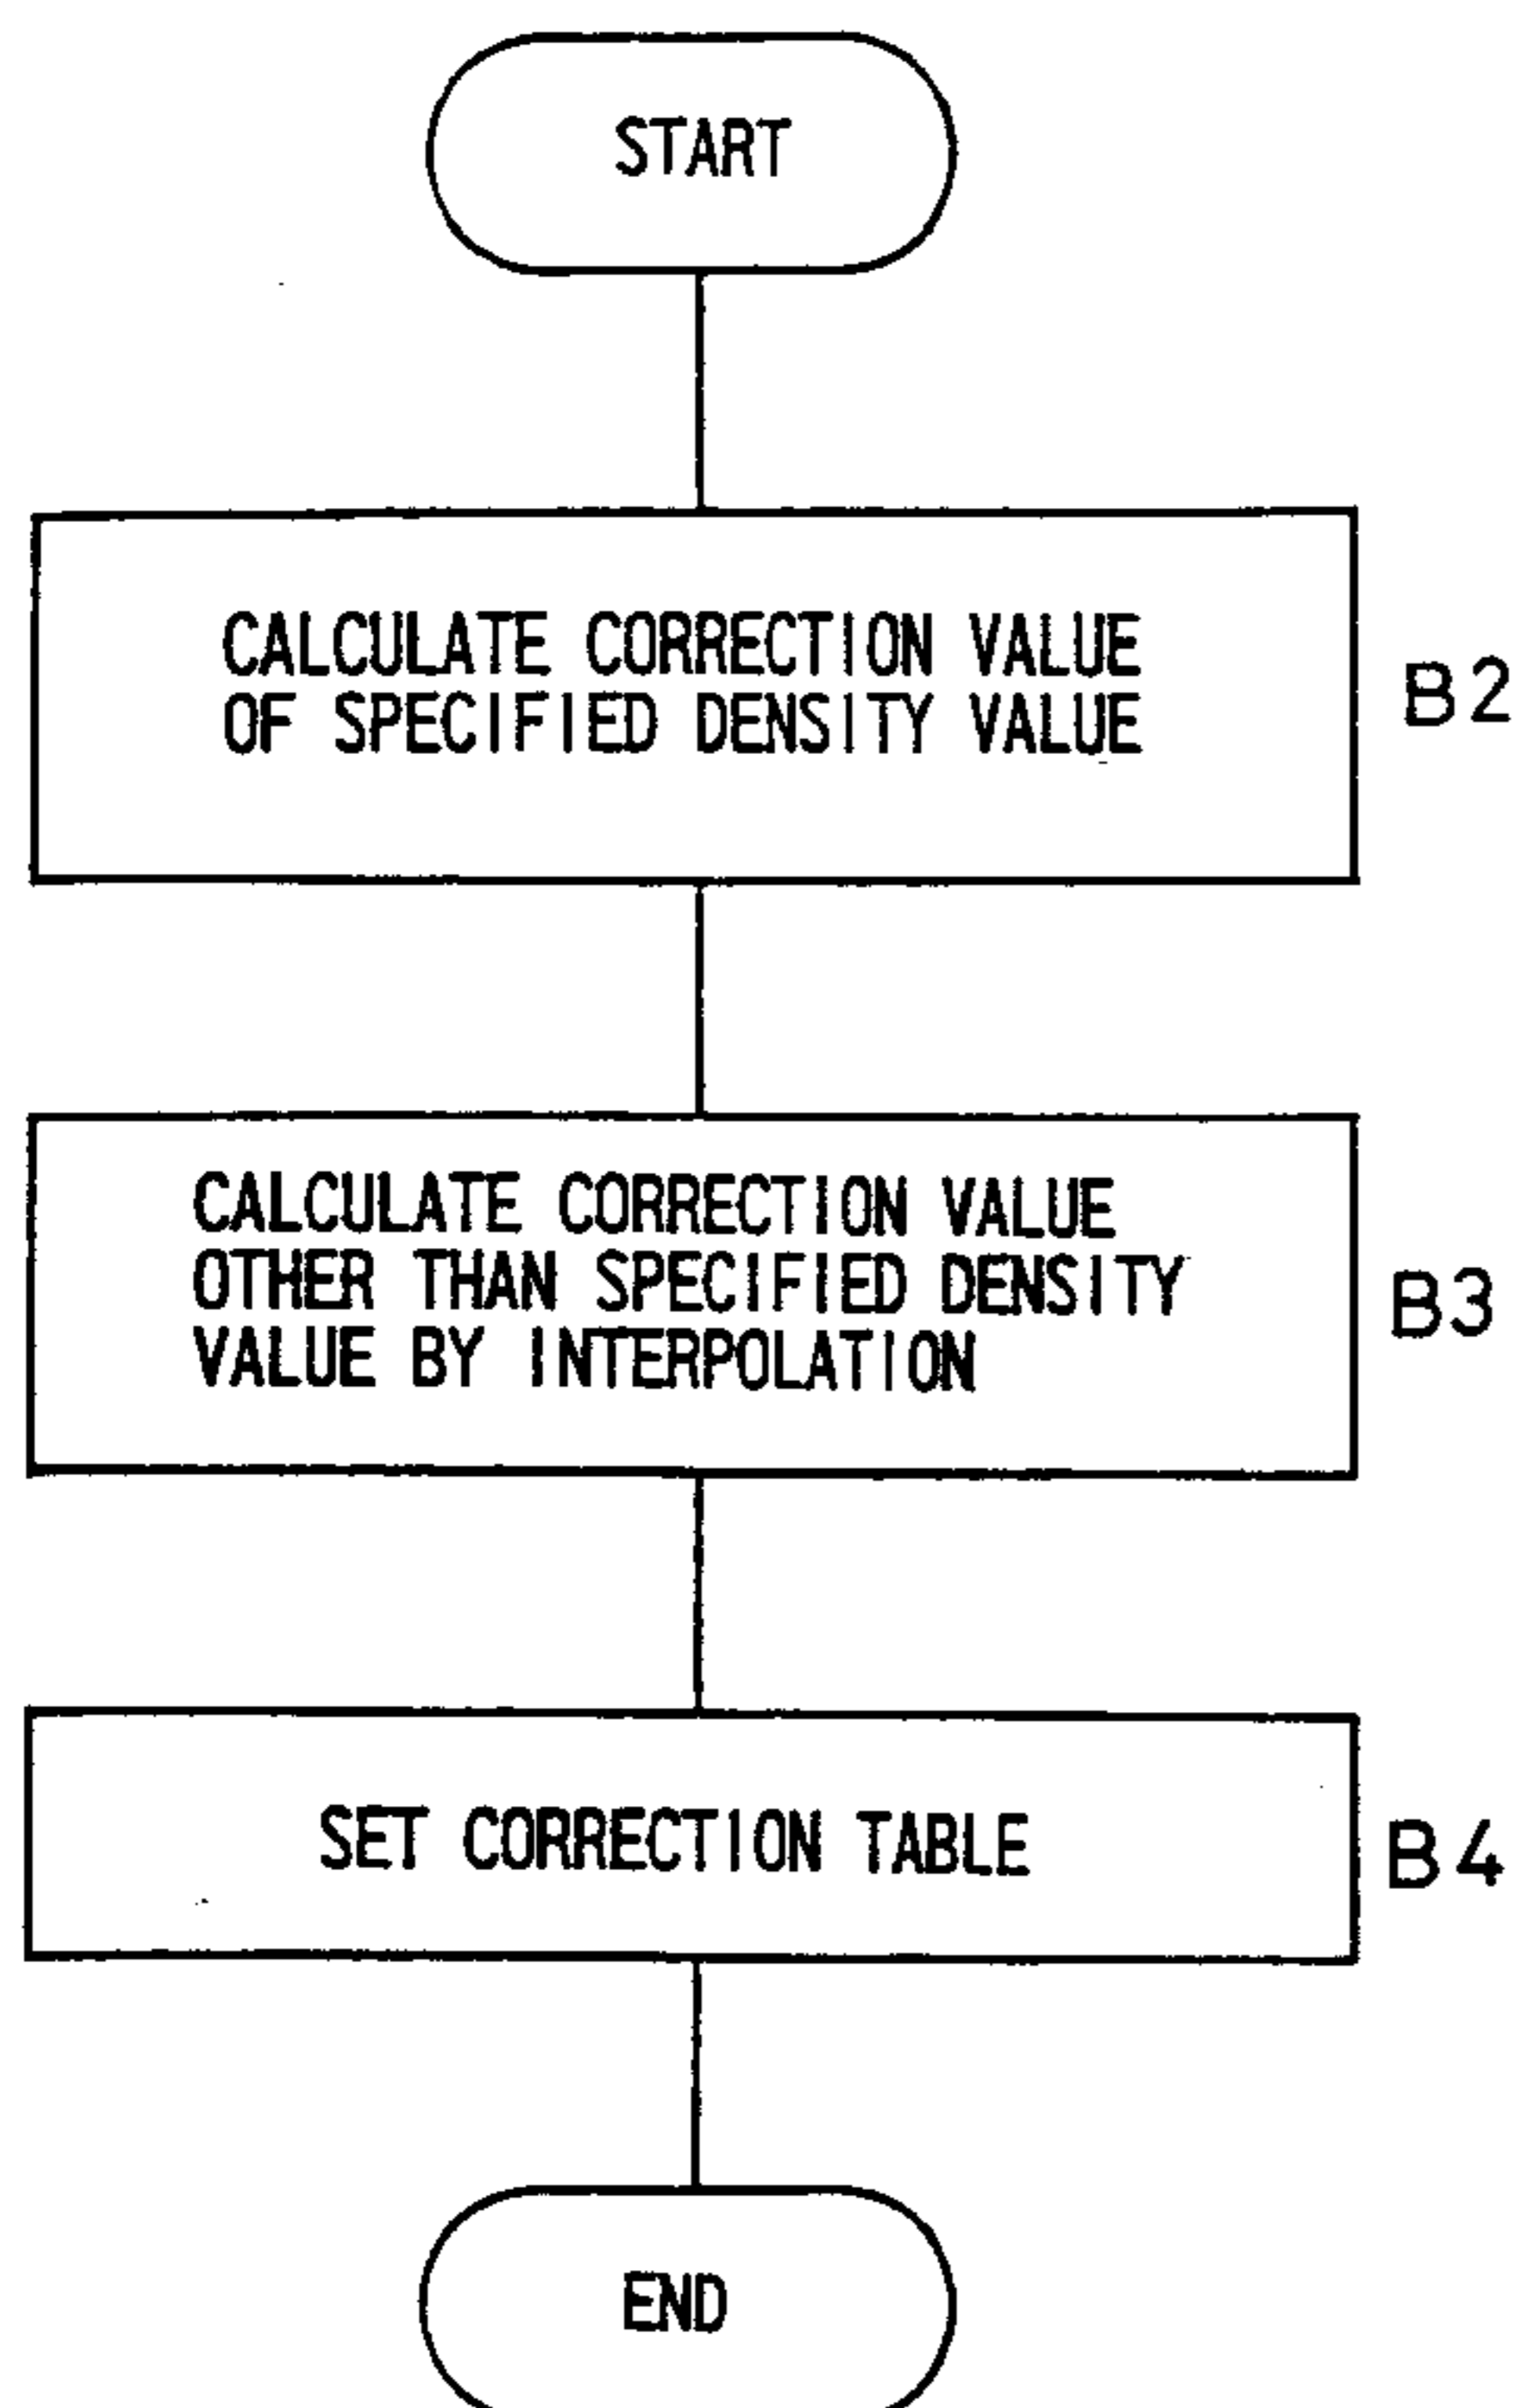 START
CALCULATE CORRECTION VALUE
OF SPECIFIED DENSITY VALUE
B2
CALCULATE CORRECTION VALUE
OTHER THAN SPECIFIED DENSITY
VALUE BY INTERPOLATION
B3
SET CORRECTION TABLE
B4
END